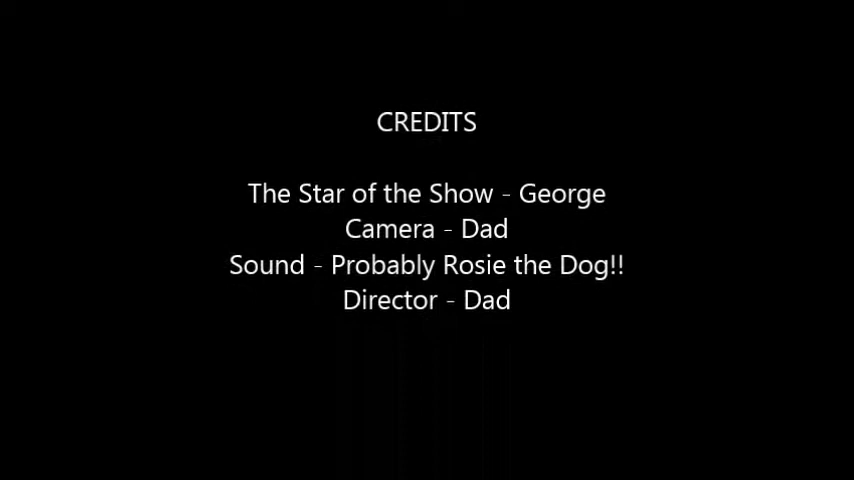 CREDITS
The Star of the Show - George
Camera - Dad
Sound - Probably Rosie the Dog!!
Director - Dad